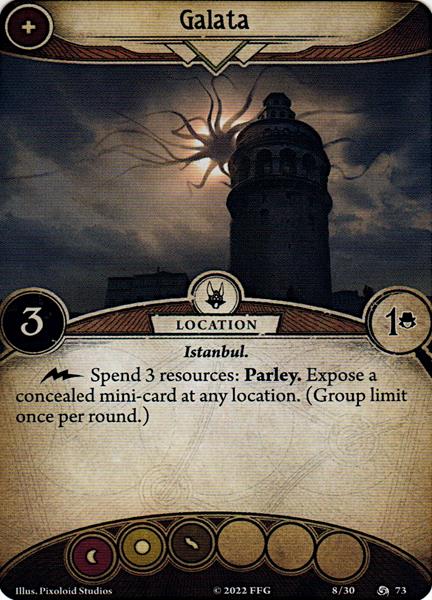 Galata
3
LOCATION
1
Istanbul.
Spend 3 resources: Parley. Expose a
concealed mini-card at any location. (Group limit
once per round.)
Illus. Pixoloid Studios © 2022 FFG 8/30 73